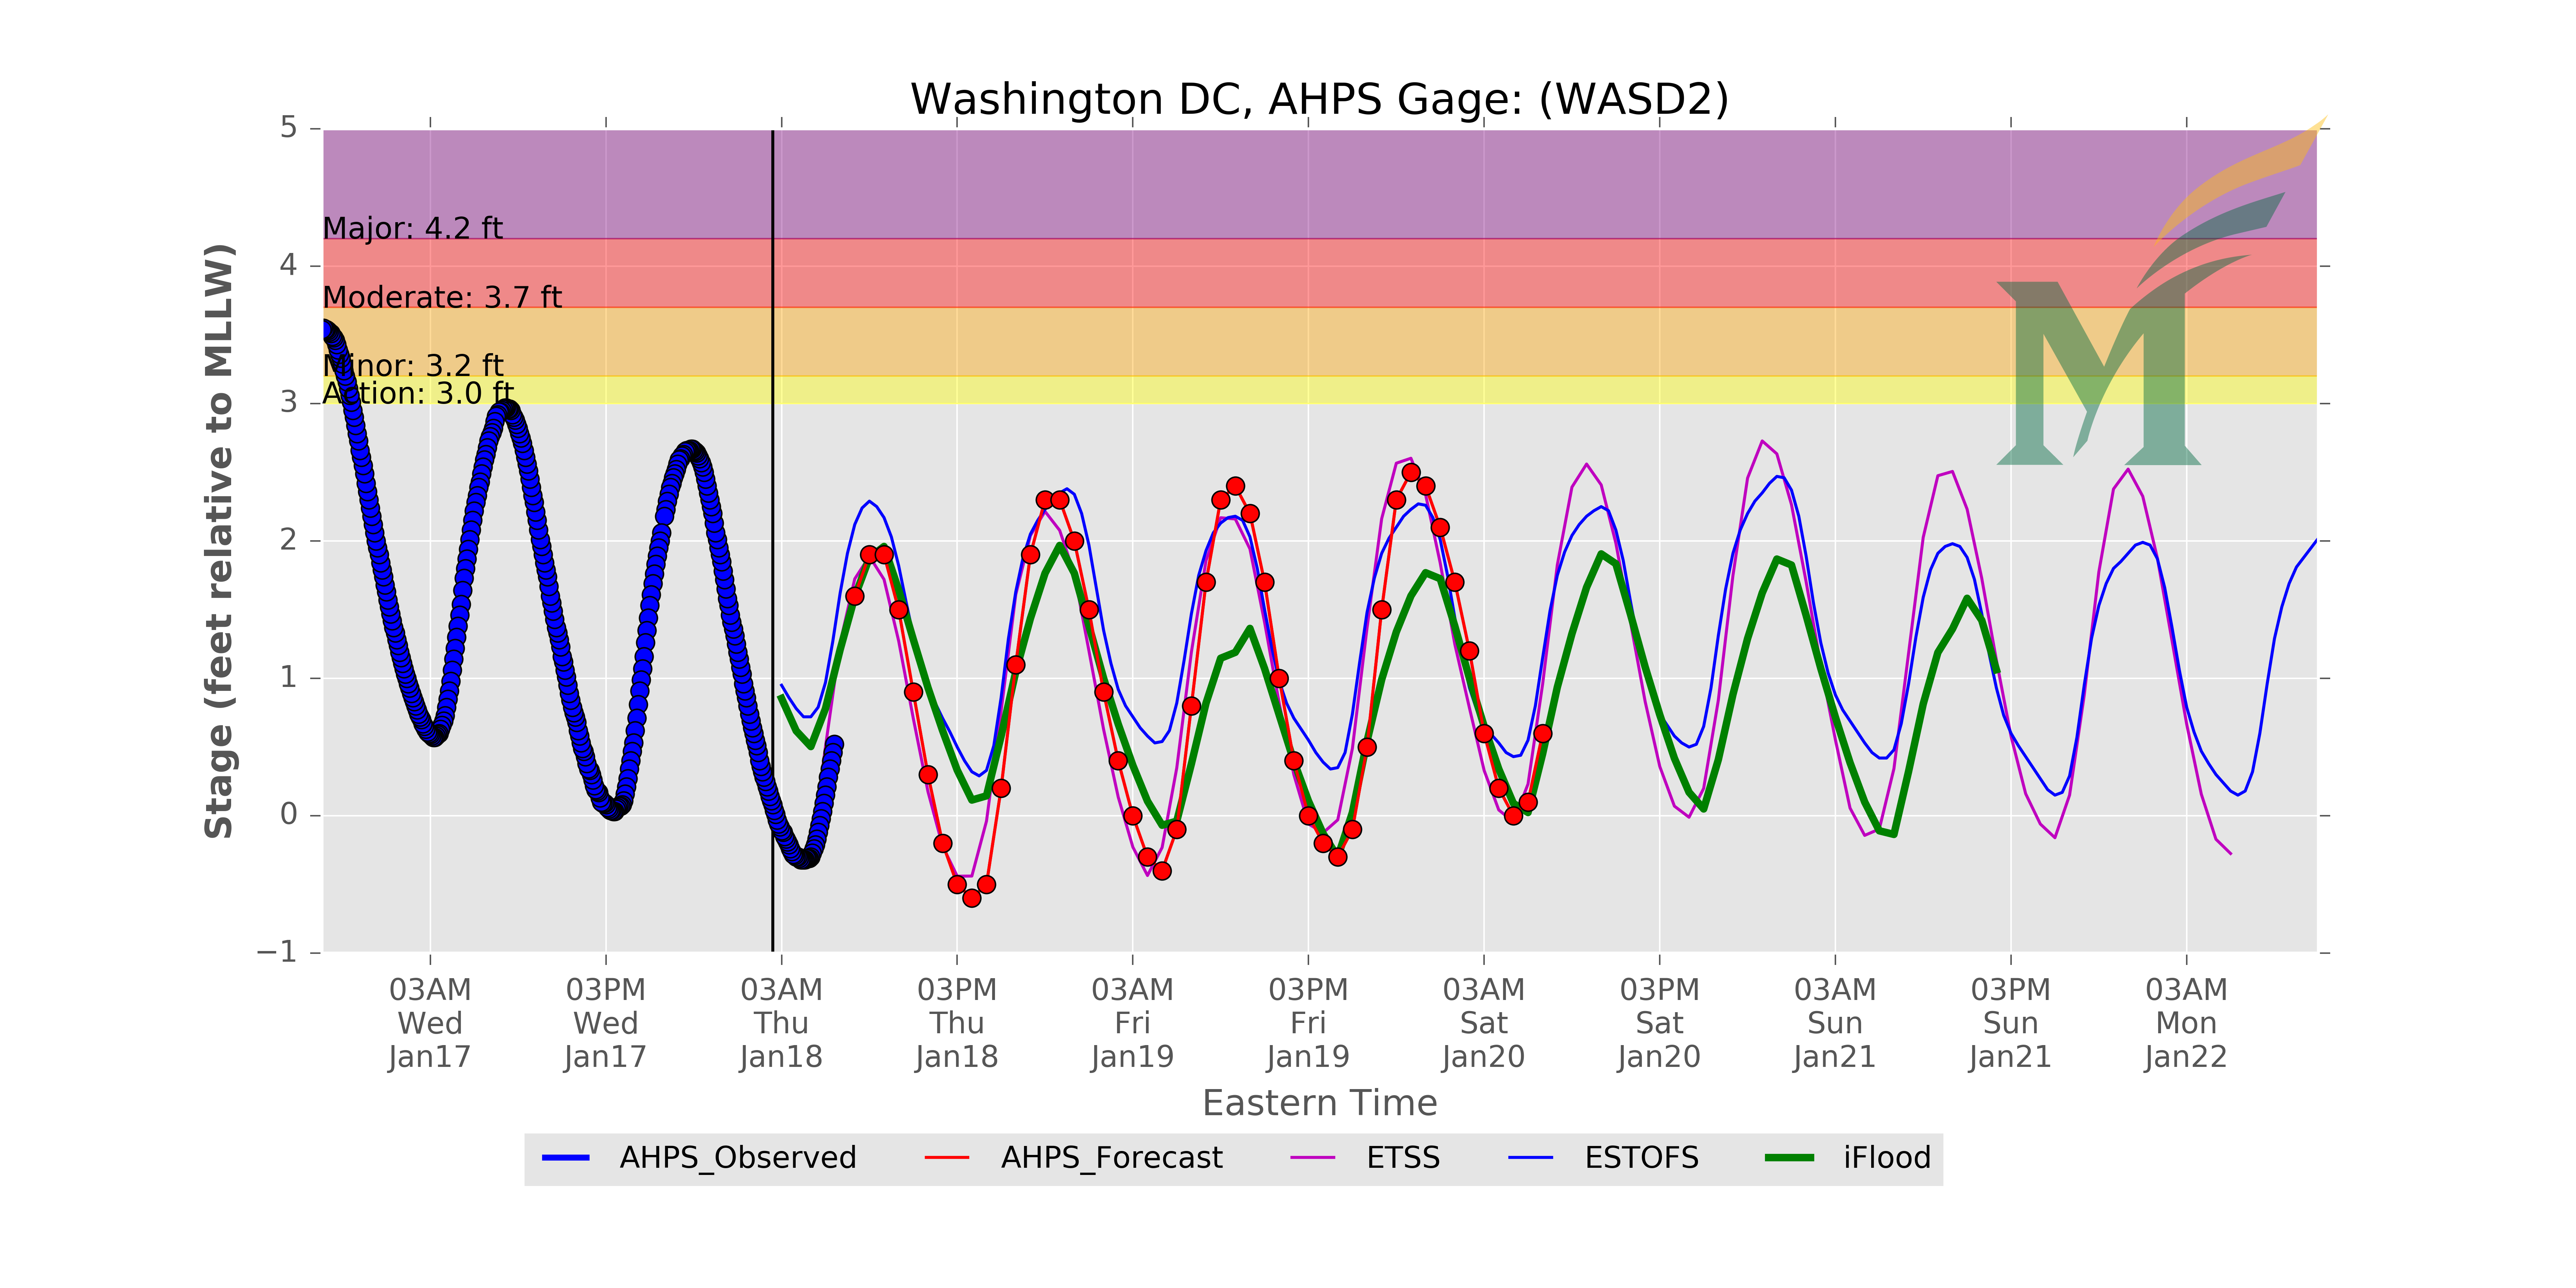 Washington DC, AHPS Gage: (WASD2)
5
Major: 4.2 ft
4
Moderate: 3.7 ft
Minor: 3.2 ft
Action: 3.0 ft
3
2
1
0
−1
Stage (feet relative to MLLW)
03AM 03PM 03AM 03PM 03AM 03PM 03AM 03PM 03AM 03PM 03AM
Wed Wed Thu Thu Fri Fri Sat Sat Sun Sun Mon
Jan17 Jan17 Jan18 Jan18 Jan19 Jan19 Jan20 Jan20 Jan21 Jan21 Jan22
Eastern Time
AHPS_Observed AHPS_Forecast ETSS ESTOFS iFlood
M